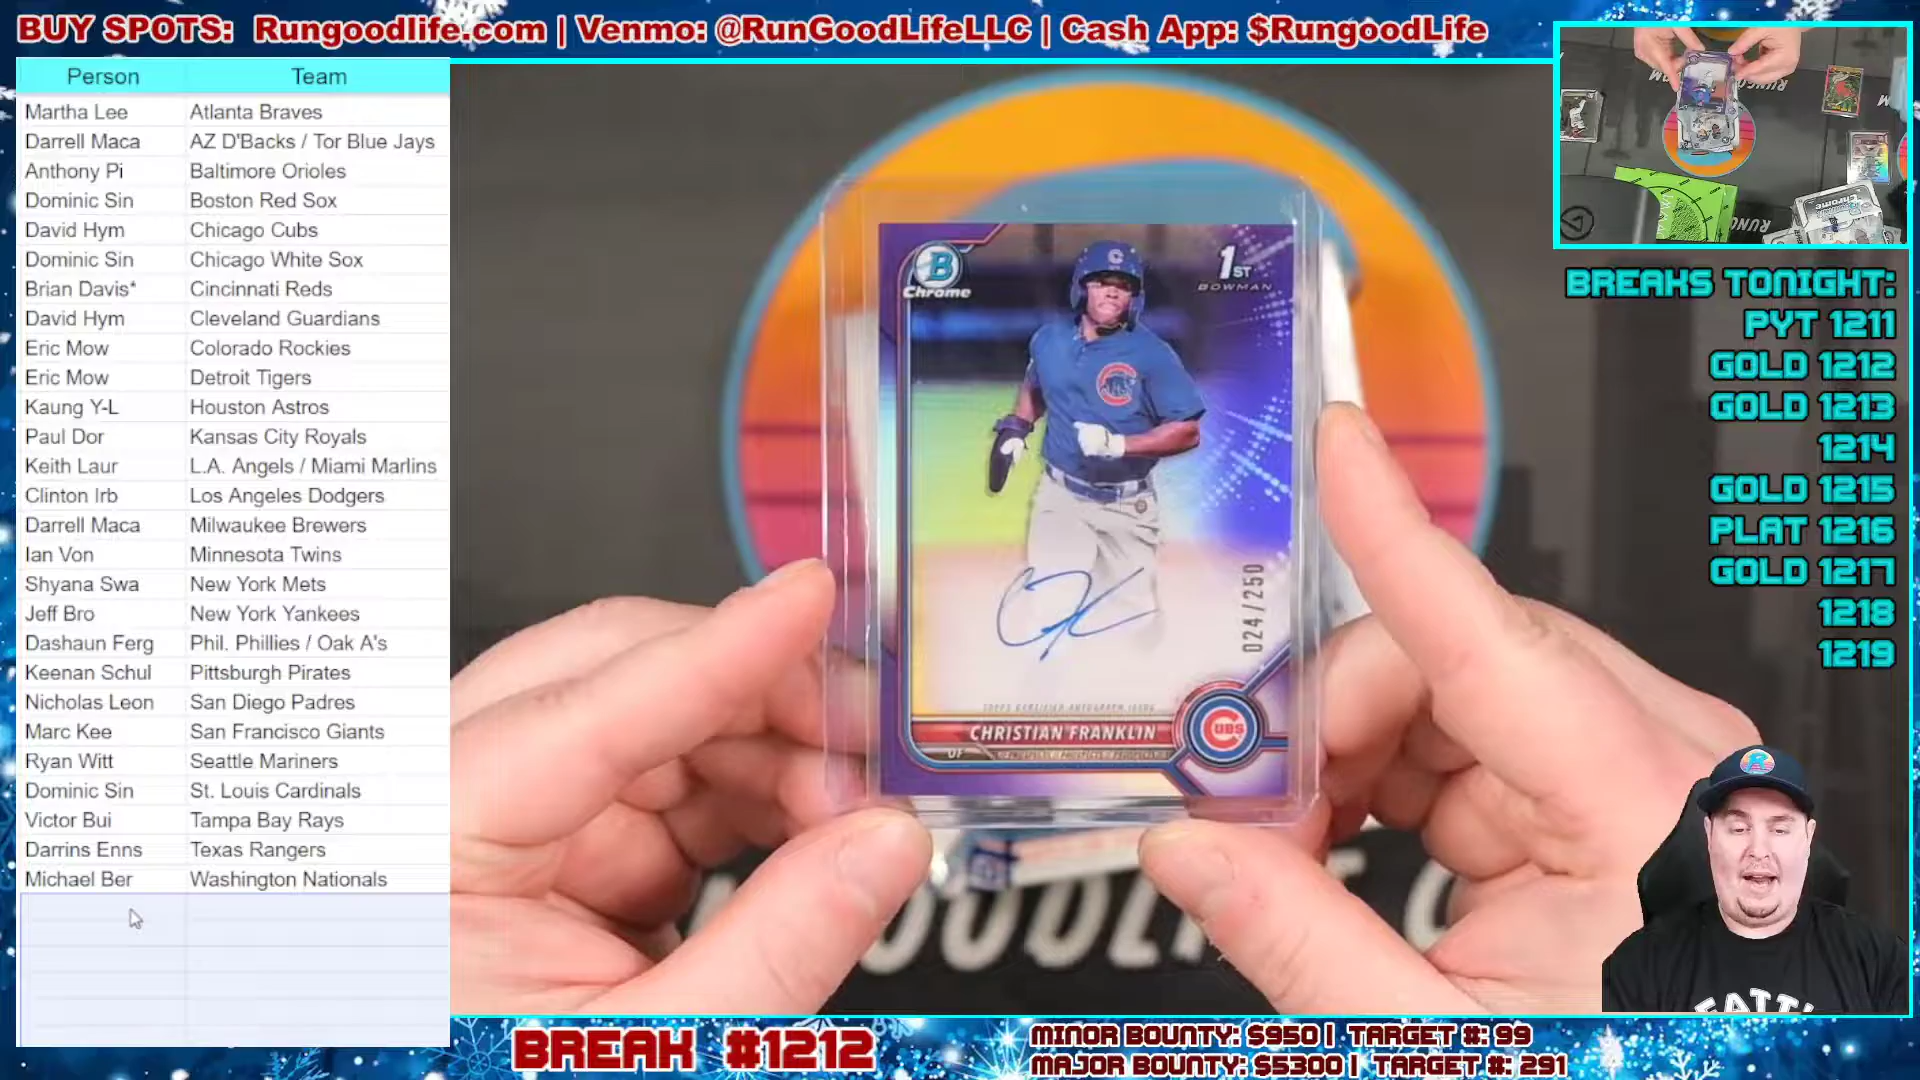 BUY SPOTS: Rungoodlife.com | Venmo: @RunGoodLifeLLC | Cash App: $RungoodLife
Person Team
Martha Lee Atlanta Braves
Darrell Maca AZ D'Backs / Tor Blue Jays
Anthony Pi Baltimore Orioles
Dominic Sin Boston Red Sox
David Hym Chicago Cubs
Dominic Sin Chicago White Sox
Brian Davis* Cincinnati Reds
David Hym Cleveland Guardians
Eric Mow Colorado Rockies
Eric Mow Detroit Tigers
Kaung Y-L Houston Astros
Paul Dor Kansas City Royals
Keith Laur L.A. Angels / Miami Marlins
Clinton Irb Los Angeles Dodgers
Darrell Maca Milwaukee Brewers
Ian Von Minnesota Twins
Shyana Swa New York Mets
Jeff Bro New York Yankees
Dashaun Ferg Phil. Phillies / Oak A's
Keenan Schul Pittsburgh Pirates
Nicholas Leon San Diego Padres
Marc Kee San Francisco Giants
Ryan Witt Seattle Mariners
Dominic Sin St. Louis Cardinals
Victor Bui Tampa Bay Rays
Darrins Enns Texas Rangers
Michael Ber Washington Nationals
B
Chrome
1ST
BOWMAN
C
024/250
TOPPS CERTIFIED AUTOGRAPH ISSUE
CHRISTIAN FRANKLIN
OF
CUBS
BREAKS TONIGHT:
PYT 1211
GOLD 1212
GOLD 1213
1214
GOLD 1215
PLAT 1216
GOLD 1217
1218
1219
R
BREAK #1212
MINOR BOUNTY: $950 | TARGET #: 99
MAJOR BOUNTY: $5300 | TARGET #: 291